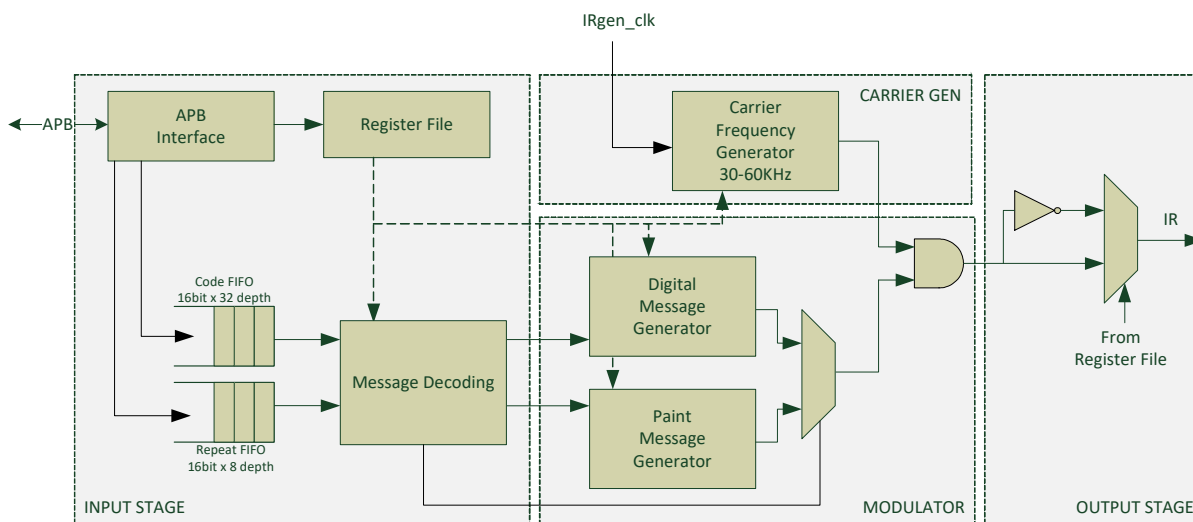 IRgen_clk
APB
APB
Interface
Register File
CARRIER GEN
Carrier
Frequency
Generator
30-60KHz
Code FIFO
16bit x 32 depth
Message Decoding
Repeat FIFO
16bit x 8 depth
INPUT STAGE
Digital
Message
Generator
Paint
Message
Generator
MODULATOR
IR
From
Register File
OUTPUT STAGE